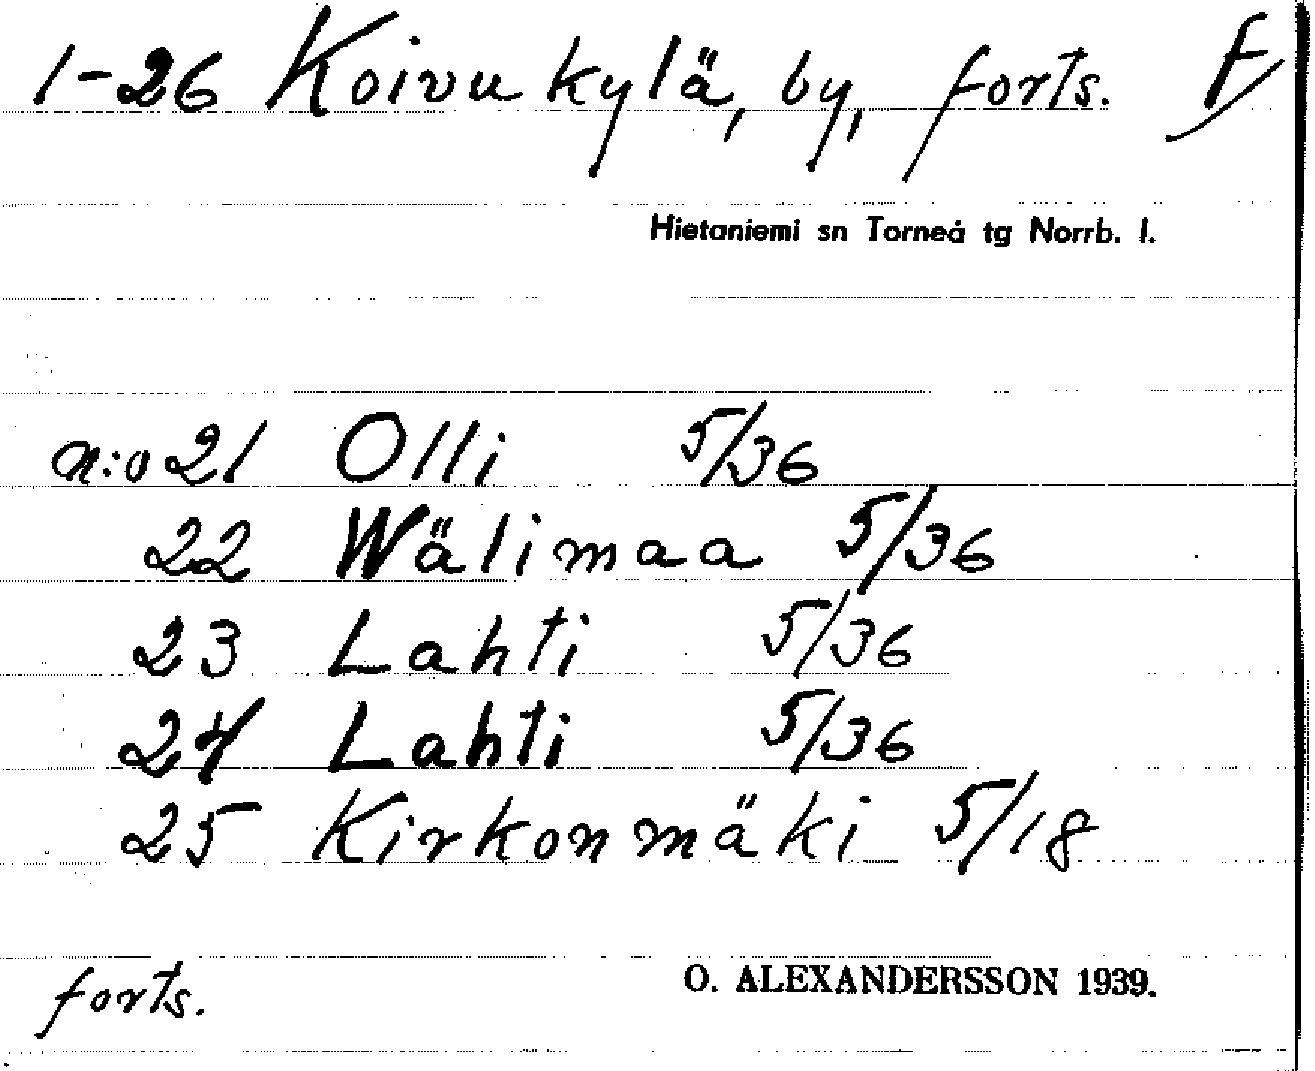 1-26 Koivukylä, by, forts. F
Hietaniemi sn Torneå tg Norrb. l.
n:o 21 Olli 5/36
22 Wälimaa 5/36
23 Lahti 5/36
24 Lahti 5/36
25 Kirkonmäki 5/18
forts.
O. ALEXANDERSSON 1939.